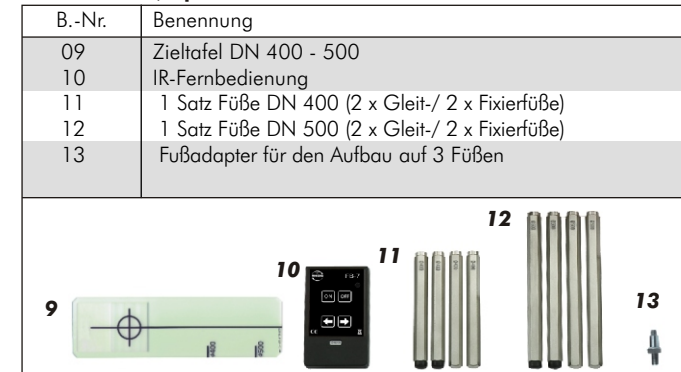 B.-Nr. Benennung
09 Zieltafel DN 400 - 500
10 IR-Fernbedienung
11 1 Satz Füße DN 400 (2 x Gleit-/ 2 x Fixierfüße)
12 1 Satz Füße DN 500 (2 x Gleit-/ 2 x Fixierfüße)
13 Fußadapter für den Aufbau auf 3 Füßen
12
11
10
13
9
ON OFF